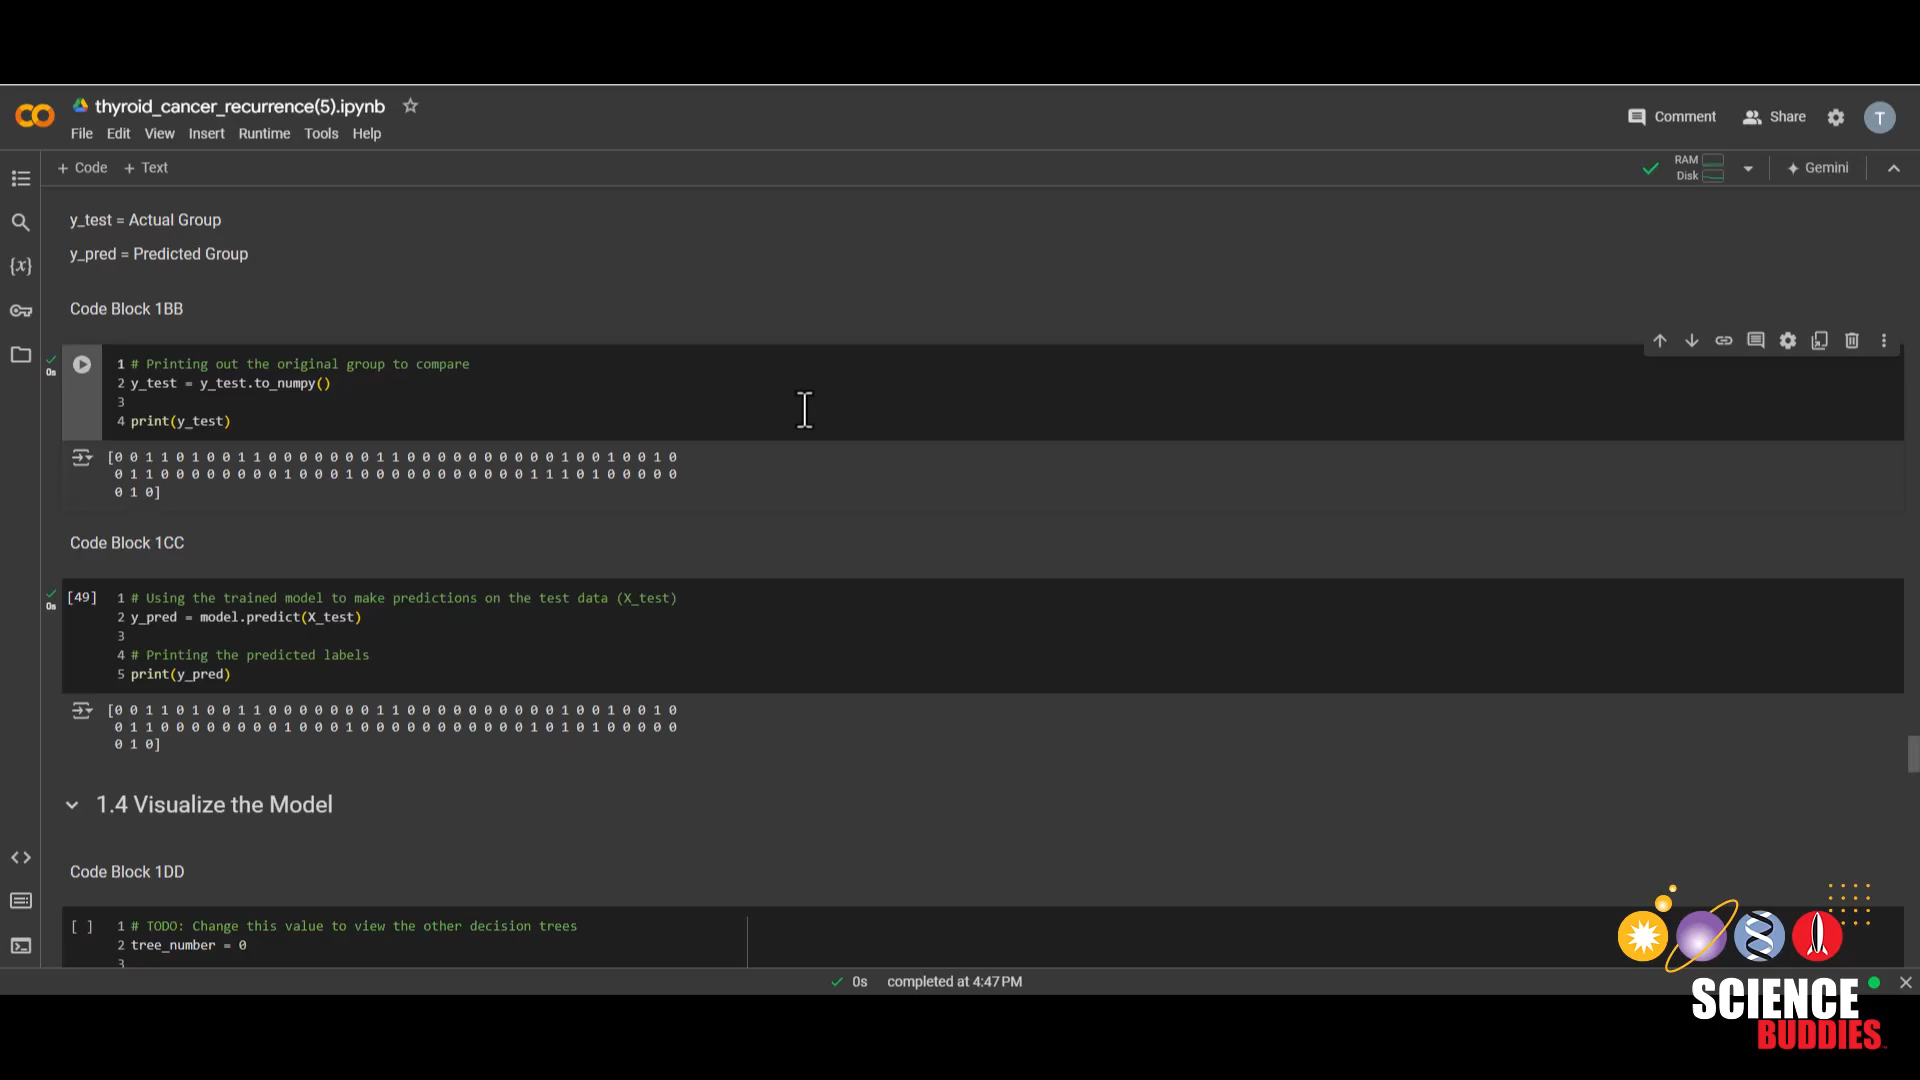 thyroid_cancer_recurrence(5).ipynb
File Edit View Insert Runtime Tools Help
Comment Share T
+ Code + Text
RAM
Disk
Gemini
y_test = Actual Group
y_pred = Predicted Group
Code Block 1BB
0s
1 # Printing out the original group to compare
2 y_test = y_test.to_numpy()
3
4 print(y_test)
[0 0 1 1 0 1 0 0 1 1 0 0 0 0 0 0 0 1 1 0 0 0 0 0 0 0 0 0 0 1 0 0 1 0 0 1 0
0 1 1 0 0 0 0 0 0 0 0 1 0 0 0 1 0 0 0 0 0 0 0 0 0 0 0 1 1 1 0 1 0 0 0 0 0
0 1 0]
Code Block 1CC
0s
[49]
1 # Using the trained model to make predictions on the test data (X_test)
2 y_pred = model.predict(X_test)
3
4 # Printing the predicted labels
5 print(y_pred)
[0 0 1 1 0 1 0 0 1 1 0 0 0 0 0 0 0 1 1 0 0 0 0 0 0 0 0 0 0 1 0 0 1 0 0 1 0
0 1 1 0 0 0 0 0 0 0 0 1 0 0 0 1 0 0 0 0 0 0 0 0 0 0 0 1 0 1 0 1 0 0 0 0 0
0 1 0]
1.4 Visualize the Model
Code Block 1DD
[ ]
1 # TODO: Change this value to view the other decision trees
2 tree_number = 0
3
0s completed at 4:47 PM
SCIENCE
BUDDIES